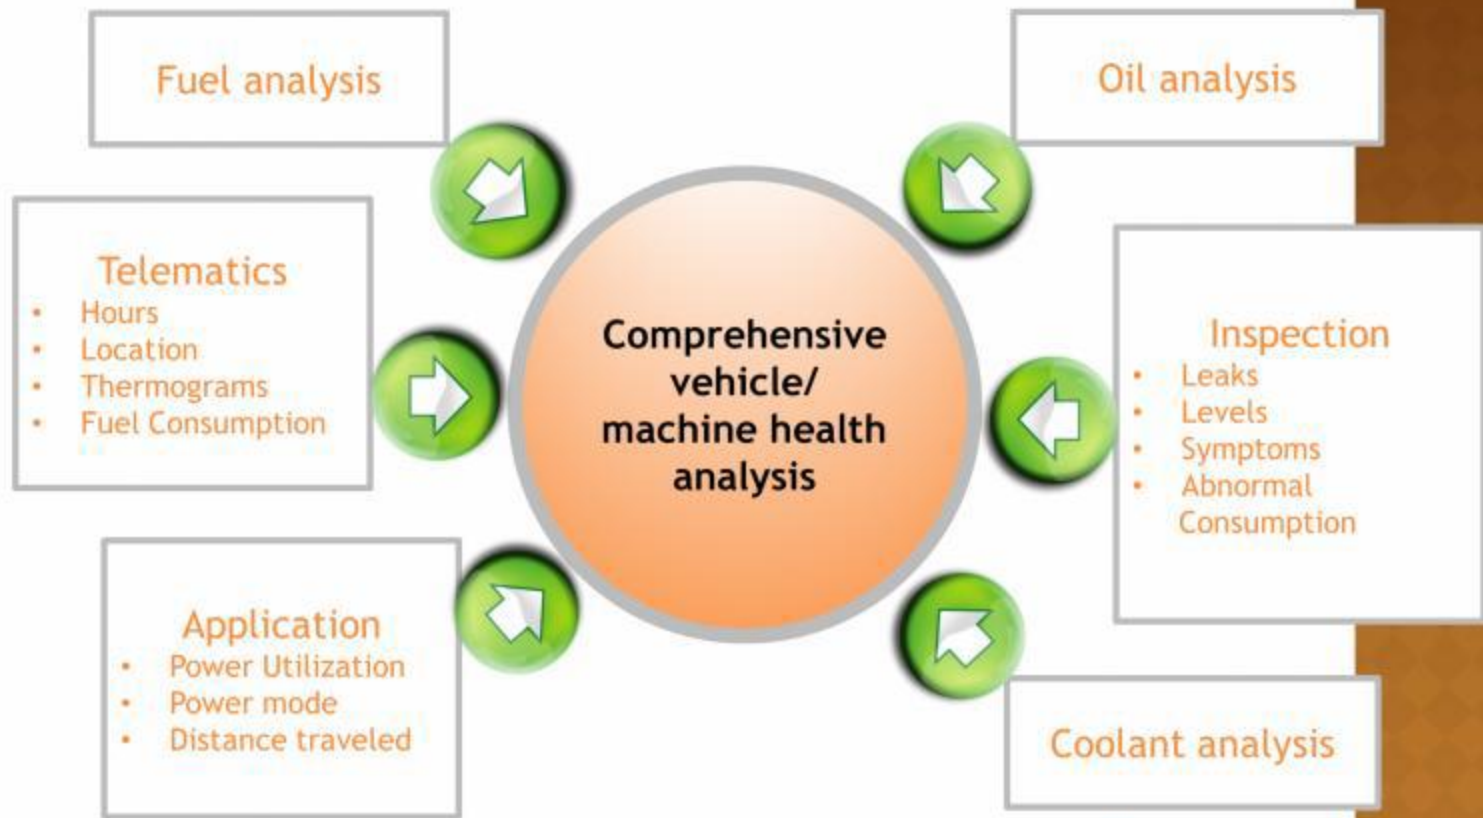 Fuel analysis
Oil analysis
Telematics
• Hours
• Location
• Thermograms
• Fuel Consumption
Comprehensive
vehicle/
machine health
analysis
Inspection
• Leaks
• Levels
• Symptoms
• Abnormal
Consumption
Application
• Power Utilization
• Power mode
• Distance traveled
Coolant analysis